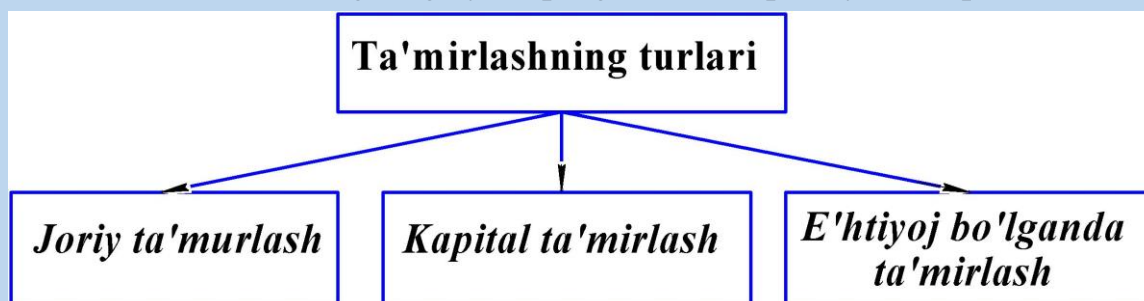 Ta'mirlashning turlari
Joriy ta'murlash
Kapital ta'mirlash
E'htiyoj bo'lganda
ta'mirlash